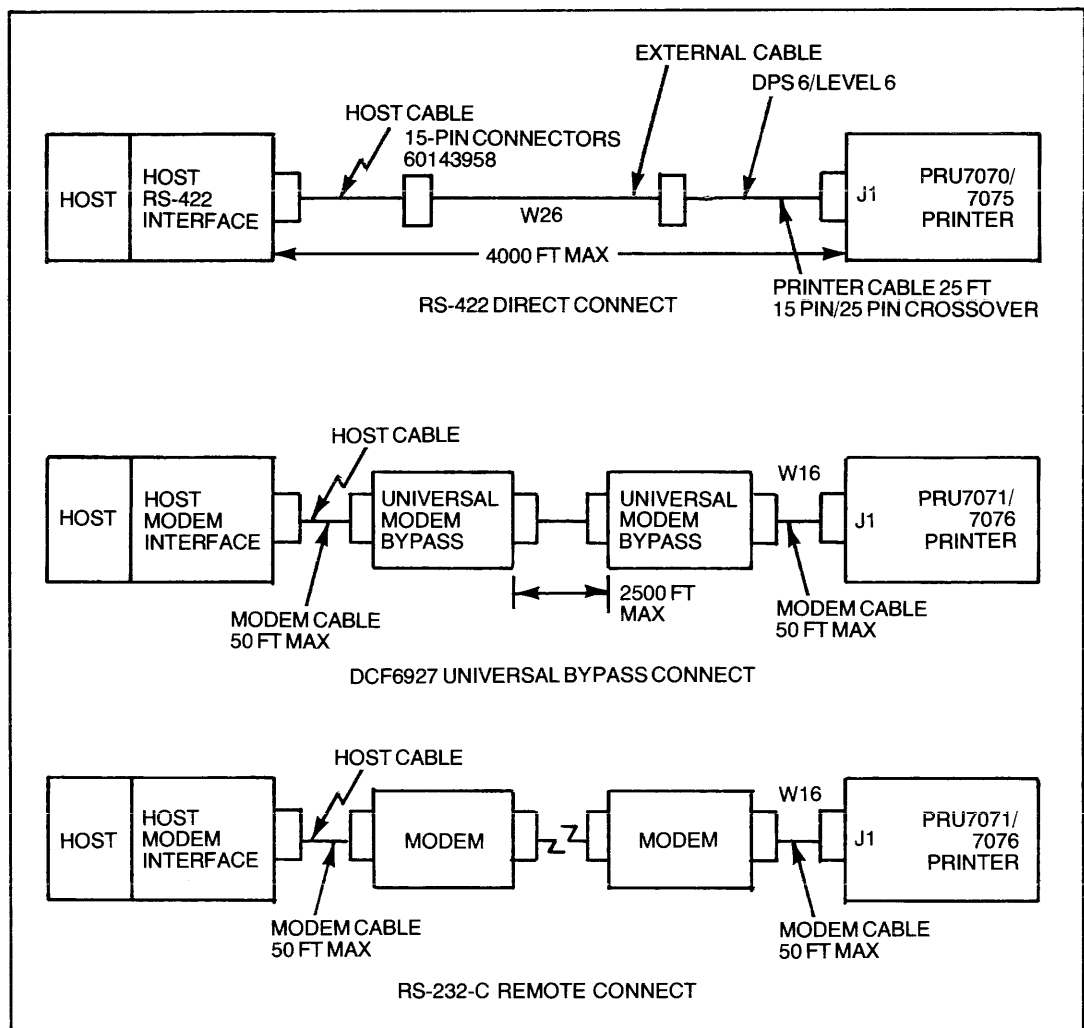 EXTERNAL CABLE
DPS 6/LEVEL 6
HOST CABLE
15-PIN CONNECTORS
60143958
HOST
HOST
RS-422
INTERFACE
W26
J1
PRU7070/
7075
PRINTER
4000 FT MAX
PRINTER CABLE 25 FT
15 PIN/25 PIN CROSSOVER
RS-422 DIRECT CONNECT
HOST CABLE
HOST
HOST
MODEM
INTERFACE
UNIVERSAL
MODEM
BYPASS
UNIVERSAL
MODEM
BYPASS
W16
J1
PRU7071/
7076
PRINTER
MODEM CABLE
50 FT MAX
2500 FT
MAX
MODEM CABLE
50 FT MAX
DCF6927 UNIVERSAL BYPASS CONNECT
HOST CABLE
HOST
HOST
MODEM
INTERFACE
MODEM
MODEM
W16
J1
PRU7071/
7076
PRINTER
MODEM CABLE
50 FT MAX
MODEM CABLE
50 FT MAX
RS-232-C REMOTE CONNECT